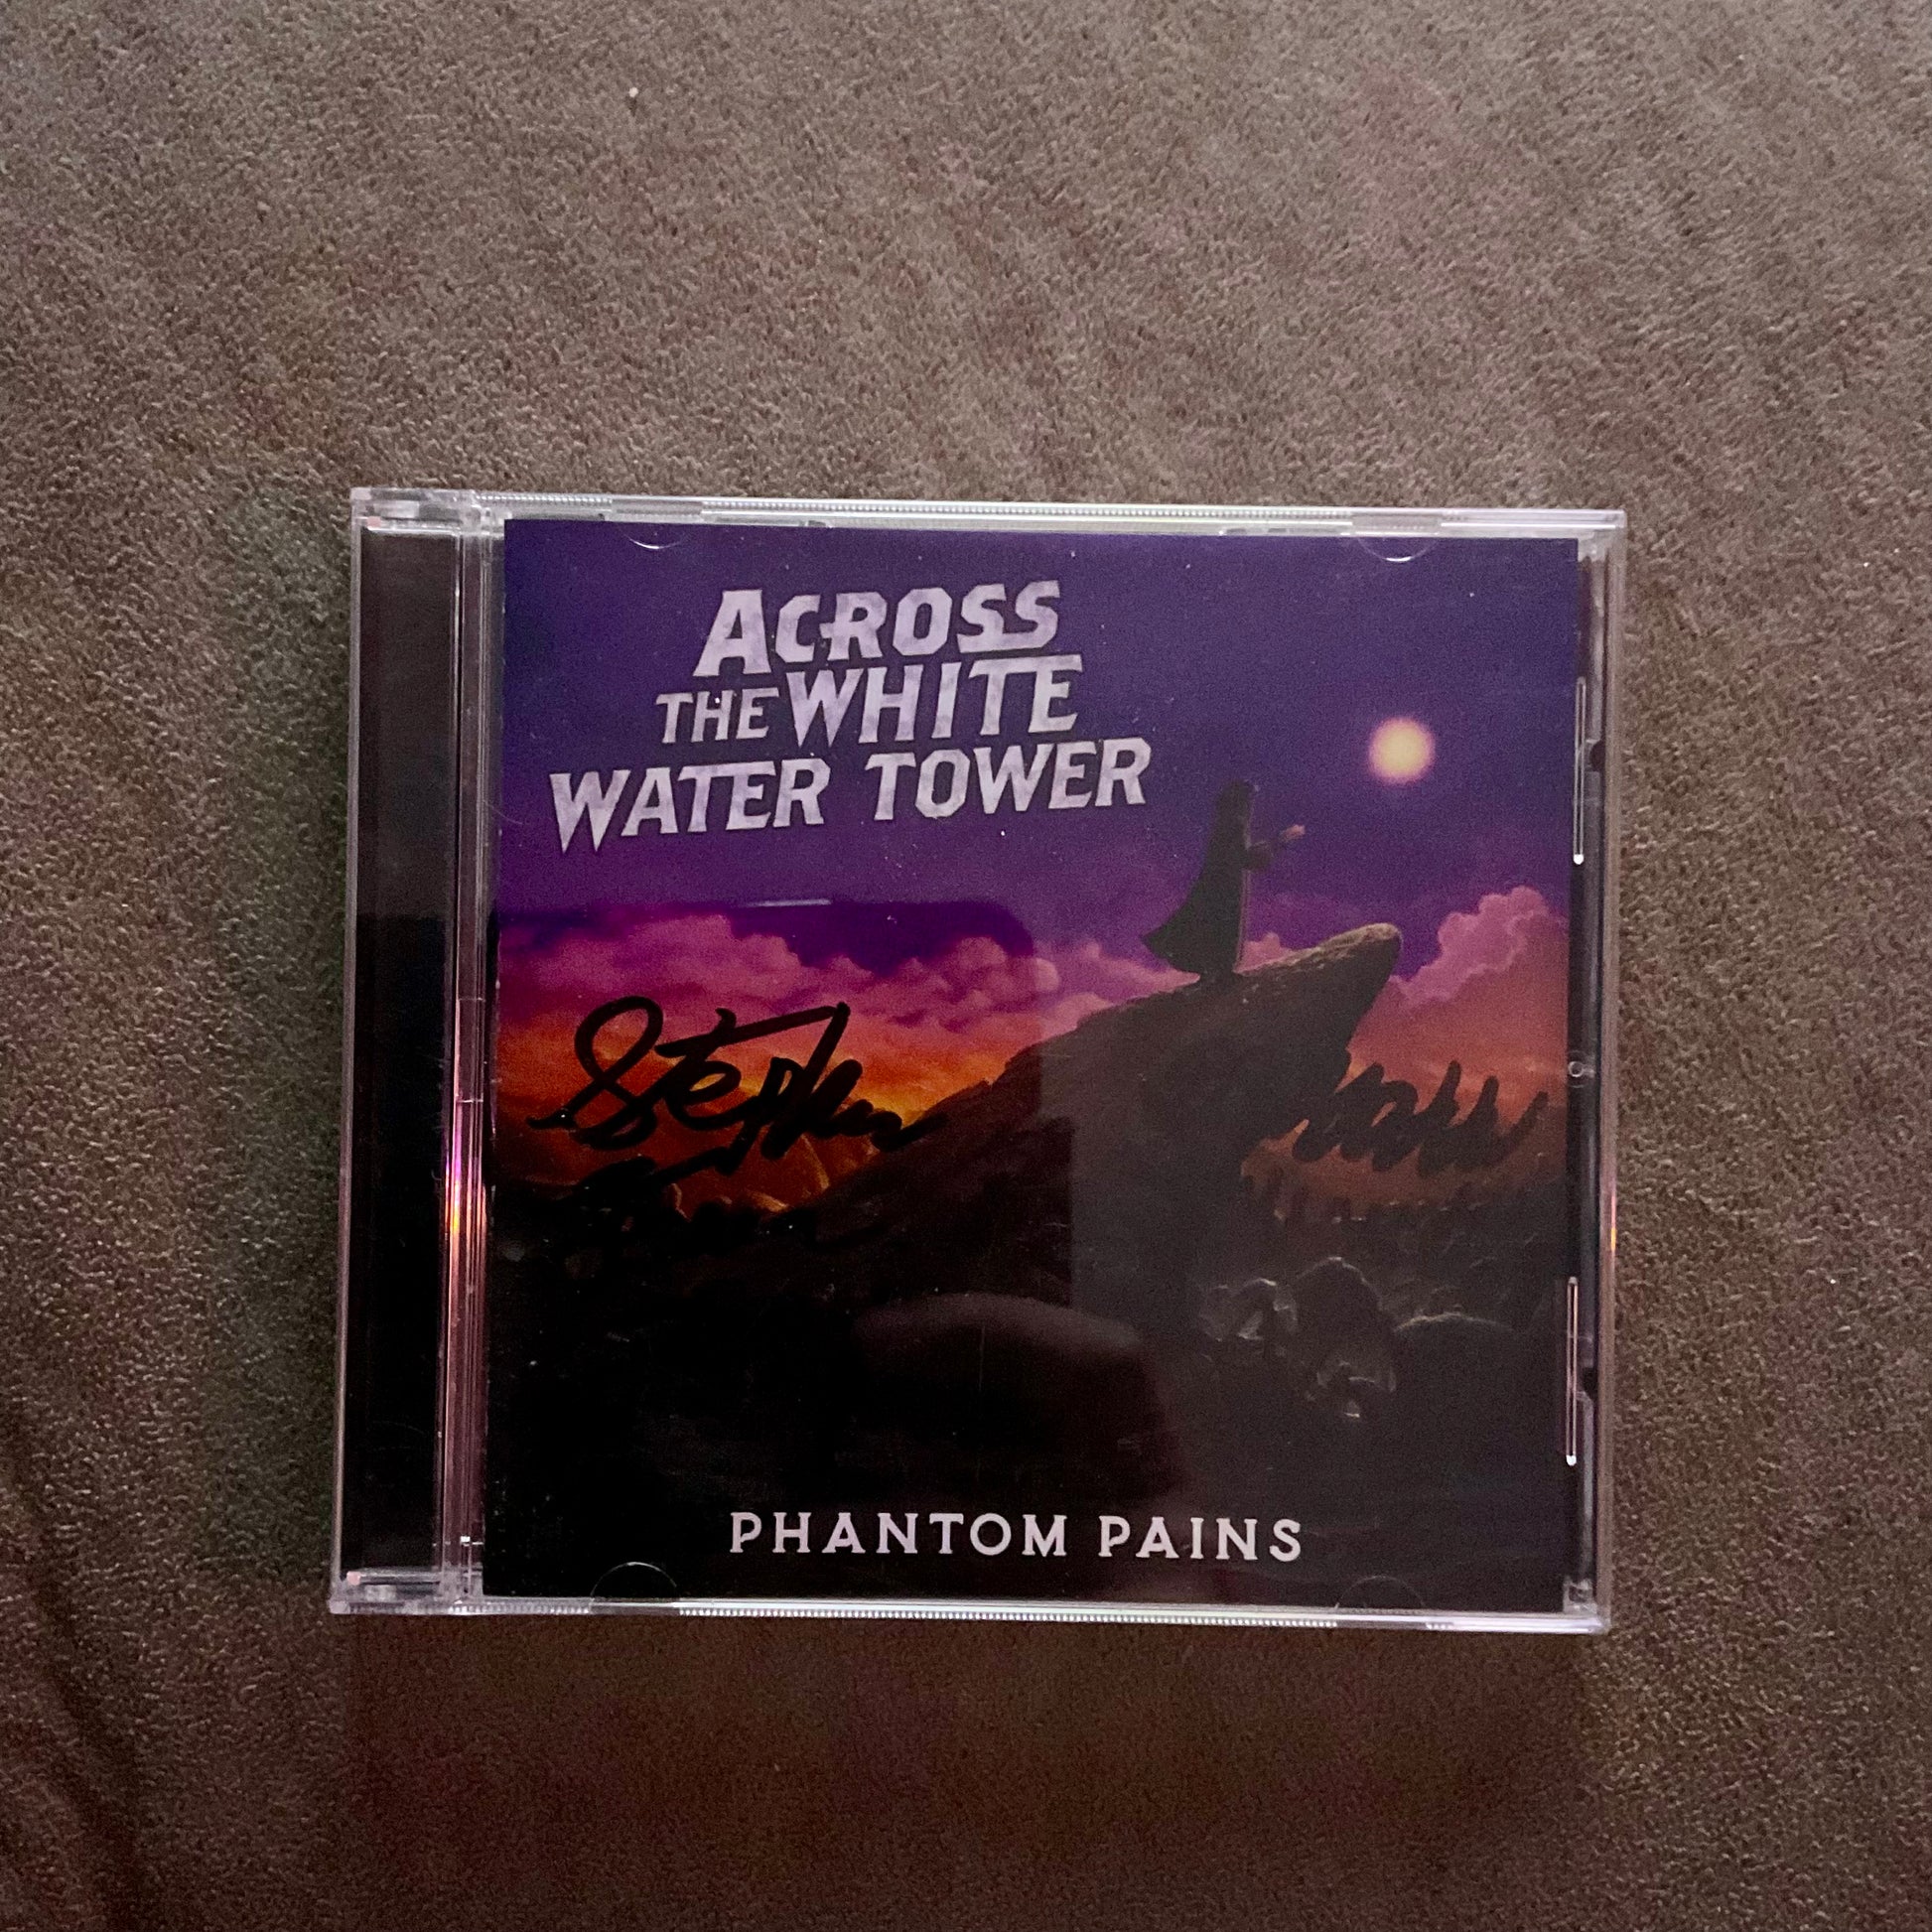 ACROSS
THE WHITE
WATER TOWER
Stephen
PHANTOM PAINS